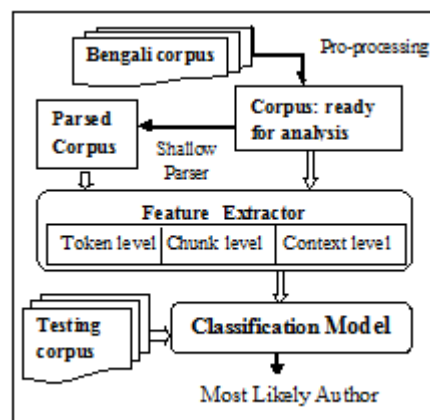 Bengali corpus
Pro-processing
Parsed
Corpus
Corpus: ready
for analysis
Shallow
Parser
Feature Extractor
Token level
Chunk level
Context level
Testing
corpus
Classification Model
Most Likely Author